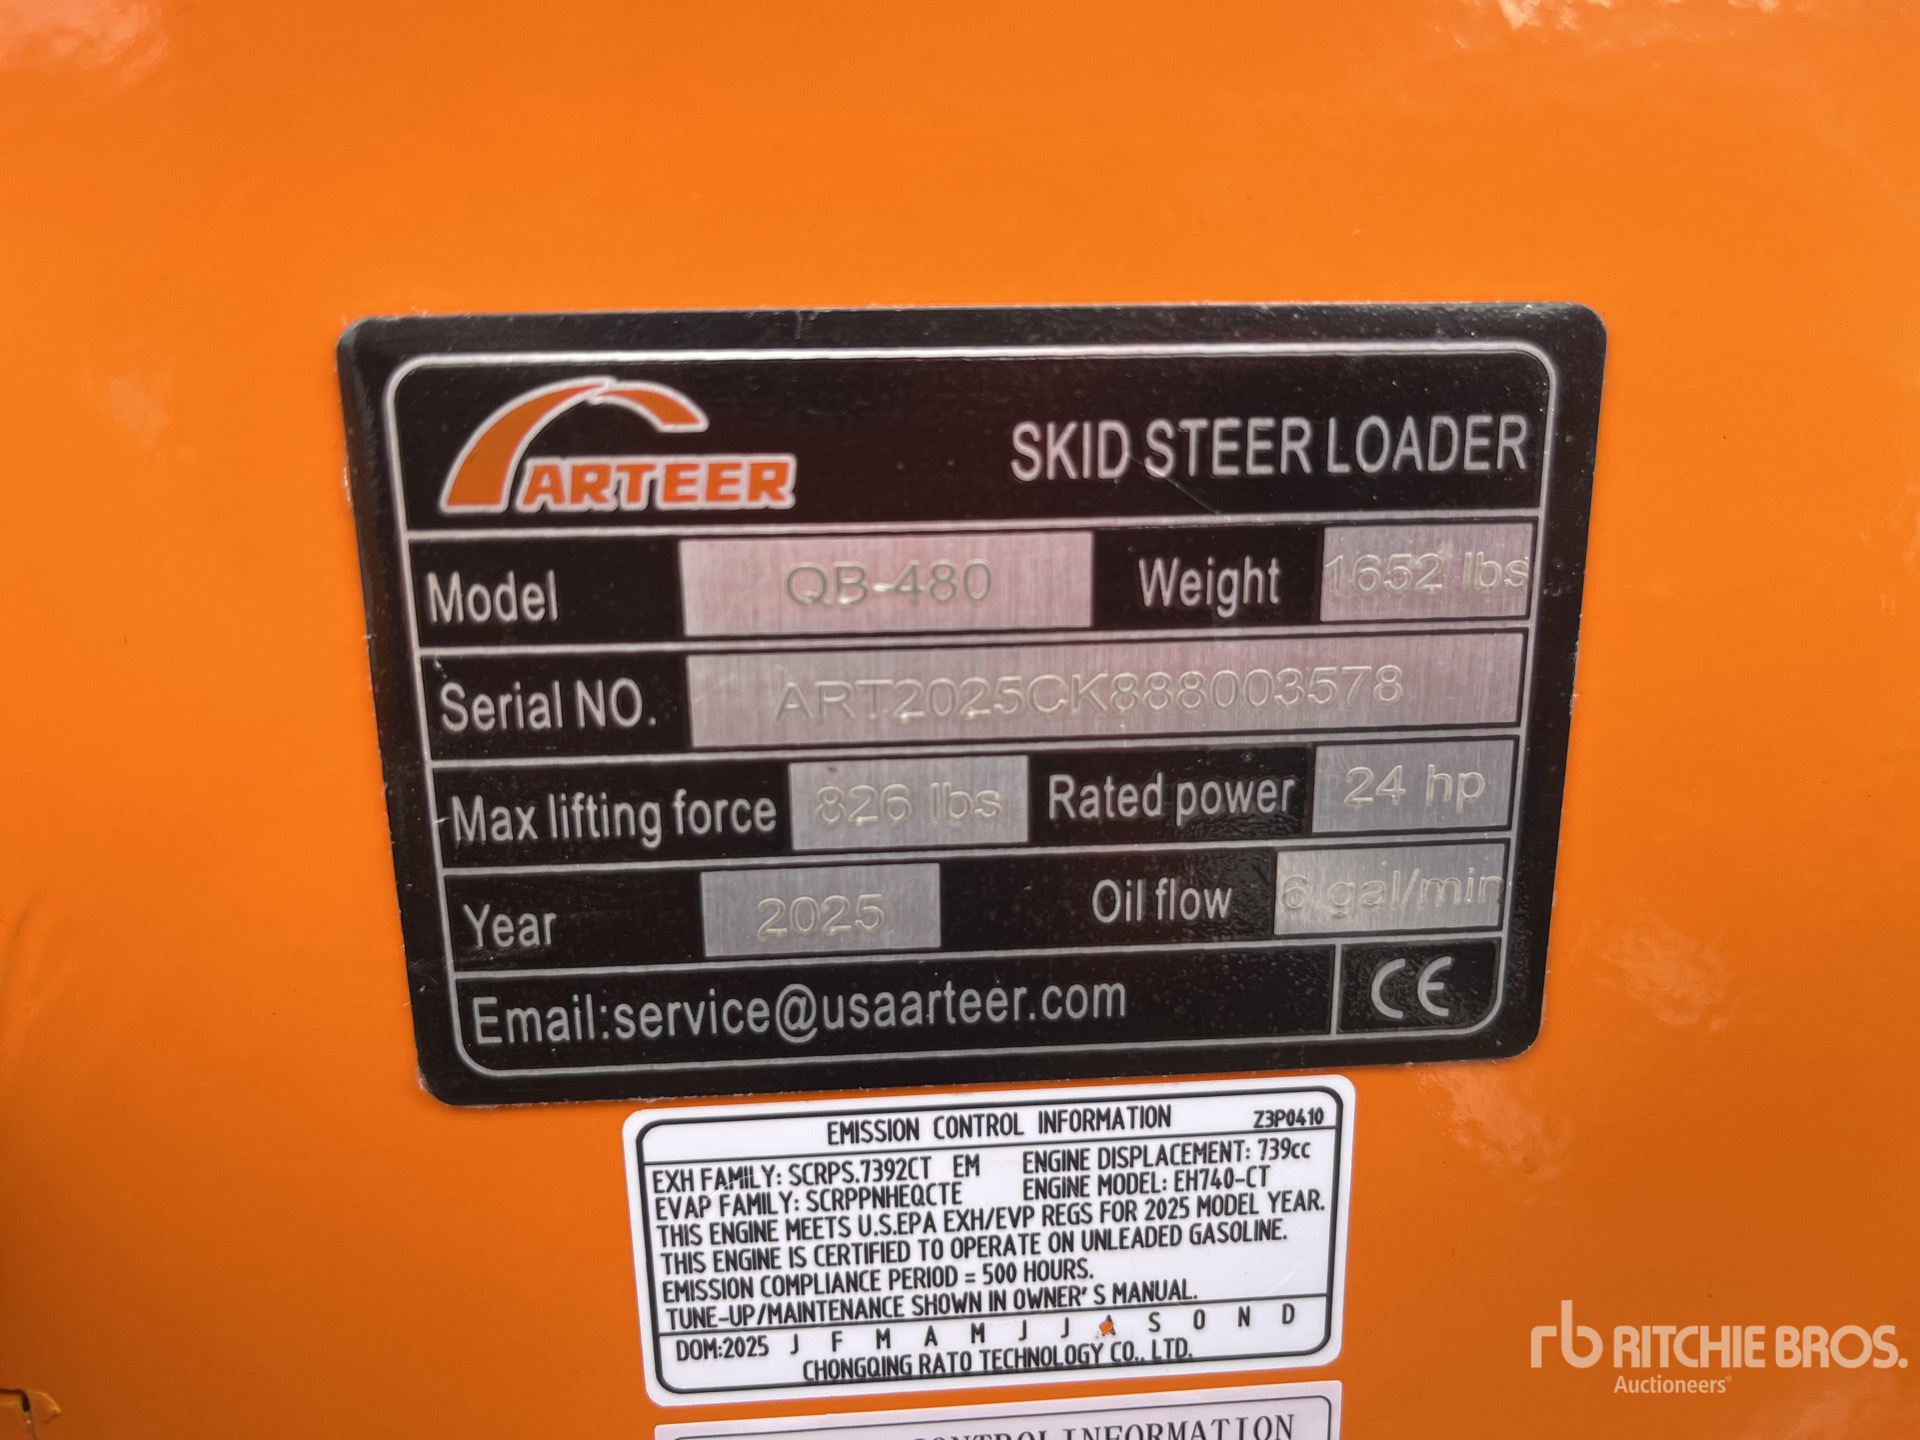 ARTEER
SKID STEER LOADER
Model QB-480 Weight 1652 lbs
Serial NO. ART2025CK888003578
Max lifting force 826 lbs Rated power 24 hp
Year 2025 Oil flow 6 gal/min
Email:service@usaarteer.com CE
EMISSION CONTROL INFORMATION Z3P0410
EXH FAMILY: SCRPS.7392CT EM ENGINE DISPLACEMENT: 739cc
EVAP FAMILY: SCRPPNHEQCTE ENGINE MODEL: EH740-CT
THIS ENGINE MEETS U.S.EPA EXH/EVP REGS FOR 2025 MODEL YEAR.
THIS ENGINE IS CERTIFIED TO OPERATE ON UNLEADED GASOLINE.
EMISSION COMPLIANCE PERIOD = 500 HOURS.
TUNE-UP/MAINTENANCE SHOWN IN OWNER'S MANUAL.
DOM:2025 J F M A M J J S O N D
CHONGQING RATO TECHNOLOGY CO., LTD.
CONTROL INFORMATION
rb RITCHIE BROS.
Auctioneers